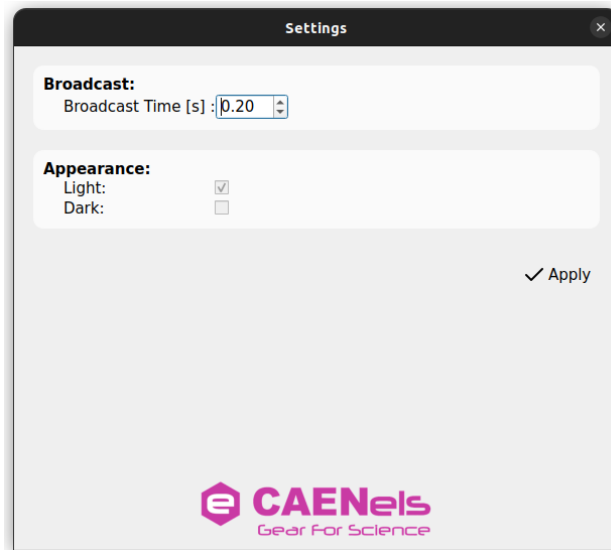 Settings
Broadcast:
Broadcast Time [s] : 0.20
Appearance:
Light:
Dark:
Apply
e CAENels
Gear For Science